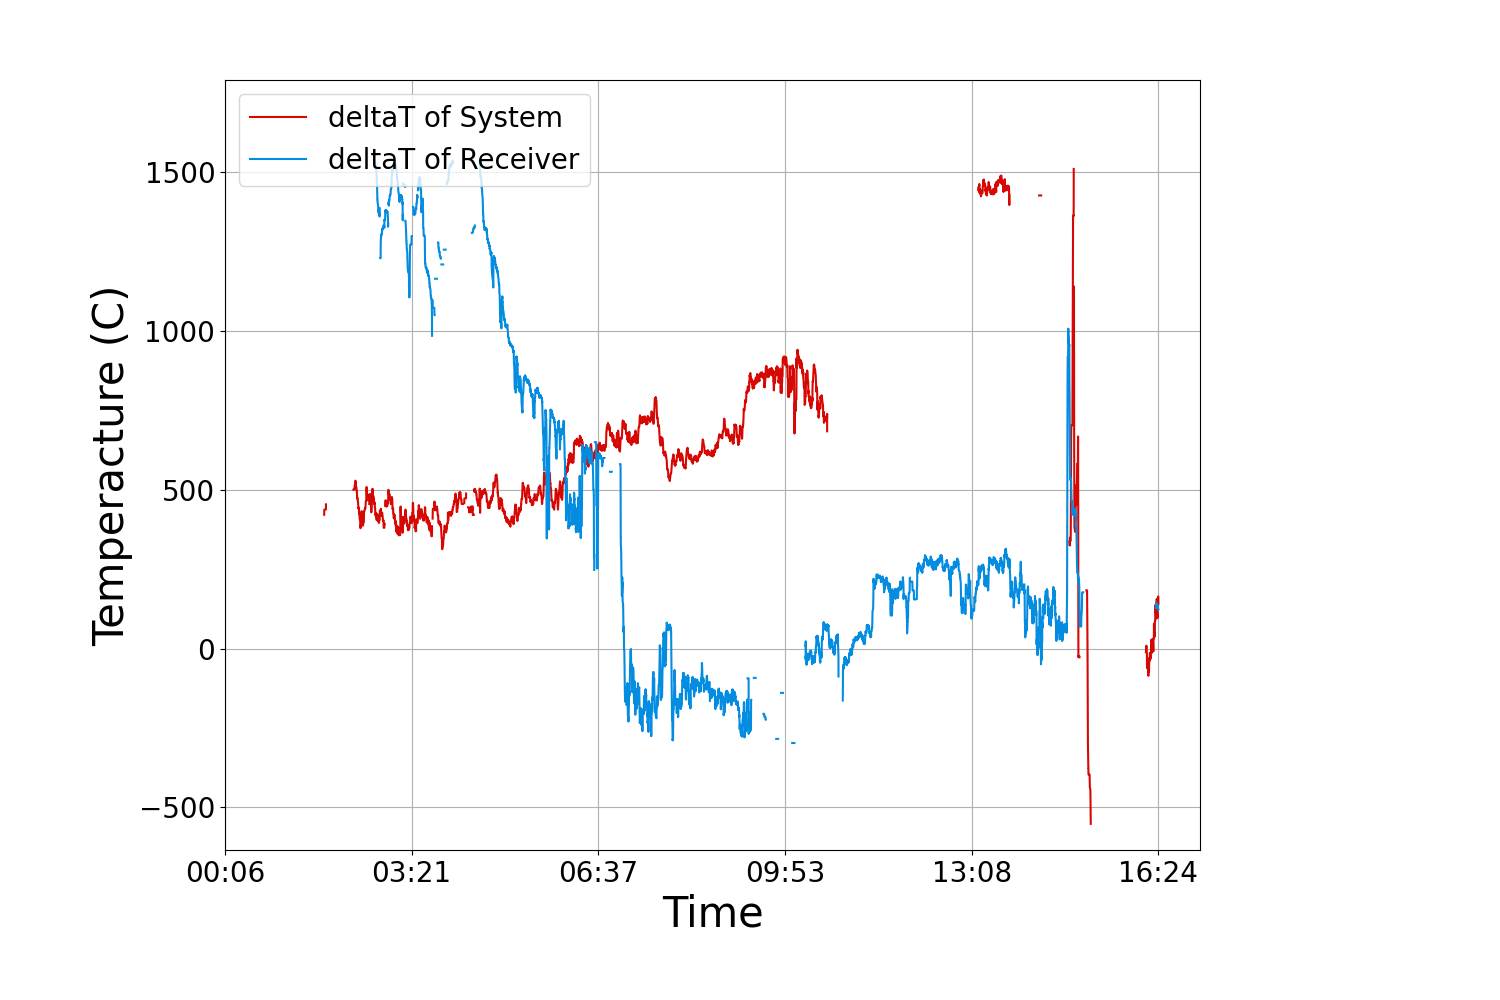 deltaT of System
deltaT of Receiver
1500
1000
500
0
−500
Temperacture (C)
00:06 03:21 06:37 09:53 13:08 16:24
Time